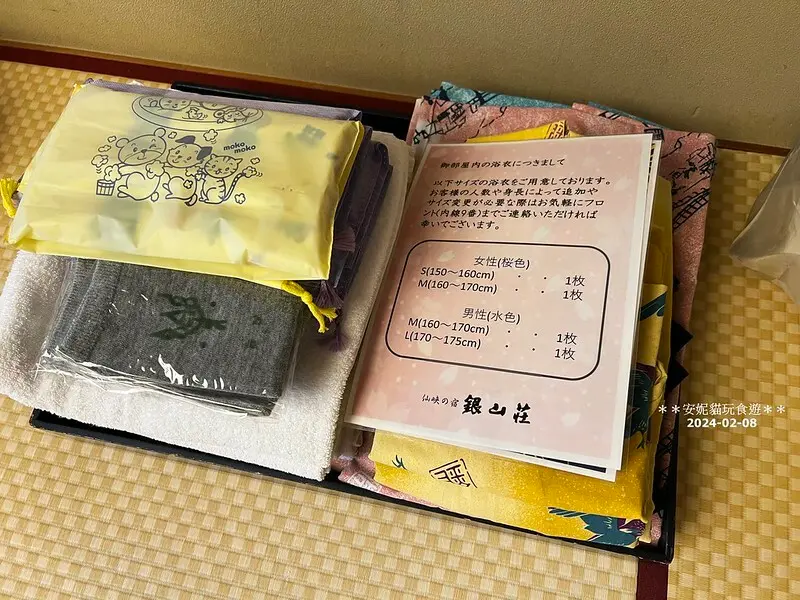 moko
moko
御部屋内の浴衣につきまして
以下サイズの浴衣をご用意しております。
お客様の人数や身長によって追加や
サイズ変更が必要な際はお気軽にフロ
ント(内線9番)までご連絡いただければ
幸いでございます。
女性(桜色)
S(150~160cm) ・ ・ 1枚
M(160~170cm) ・ ・ 1枚
男性(水色)
M(160~170cm) ・ ・ 1枚
L(170~175cm) ・ ・ 1枚
仙峡の宿 銀山荘
**安妮貓玩食遊**
2024-02-08